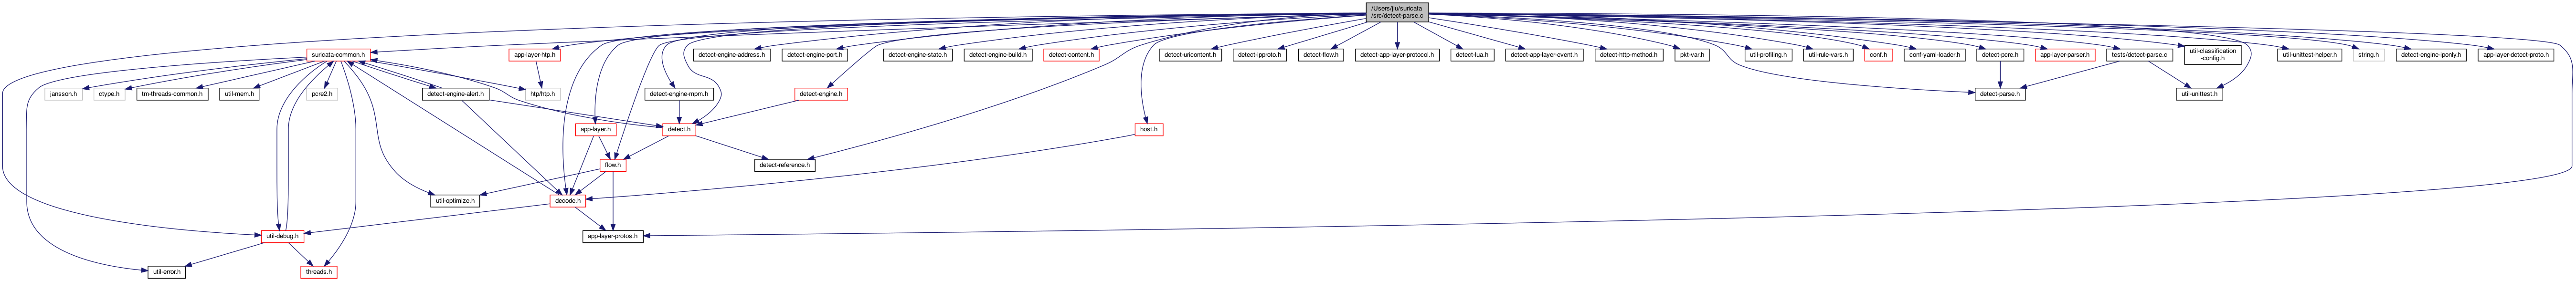 /Users/jlu/suricata
/src/detect-parse.c
suricata-common.h
app-layer-htp.h
detect-engine-address.h
detect-engine-port.h
detect-engine-state.h
detect-engine-build.h
detect-content.h
detect-uricontent.h
detect-ipproto.h
detect-flow.h
detect-app-layer-protocol.h
detect-lua.h
detect-app-layer-event.h
detect-http-method.h
pkt-var.h
util-profiling.h
util-rule-vars.h
conf.h
conf-yaml-loader.h
detect-pcre.h
app-layer-parser.h
tests/detect-parse.c
util-classification
-config.h
util-unittest-helper.h
string.h
detect-engine-iponly.h
app-layer-detect-proto.h
jansson.h
ctype.h
tm-threads-common.h
util-mem.h
pcre2.h
detect-engine-alert.h
htp/htp.h
detect-engine-mpm.h
detect-engine.h
detect-parse.h
util-unittest.h
app-layer.h
detect.h
host.h
flow.h
detect-reference.h
util-optimize.h
decode.h
util-debug.h
app-layer-protos.h
util-error.h
threads.h